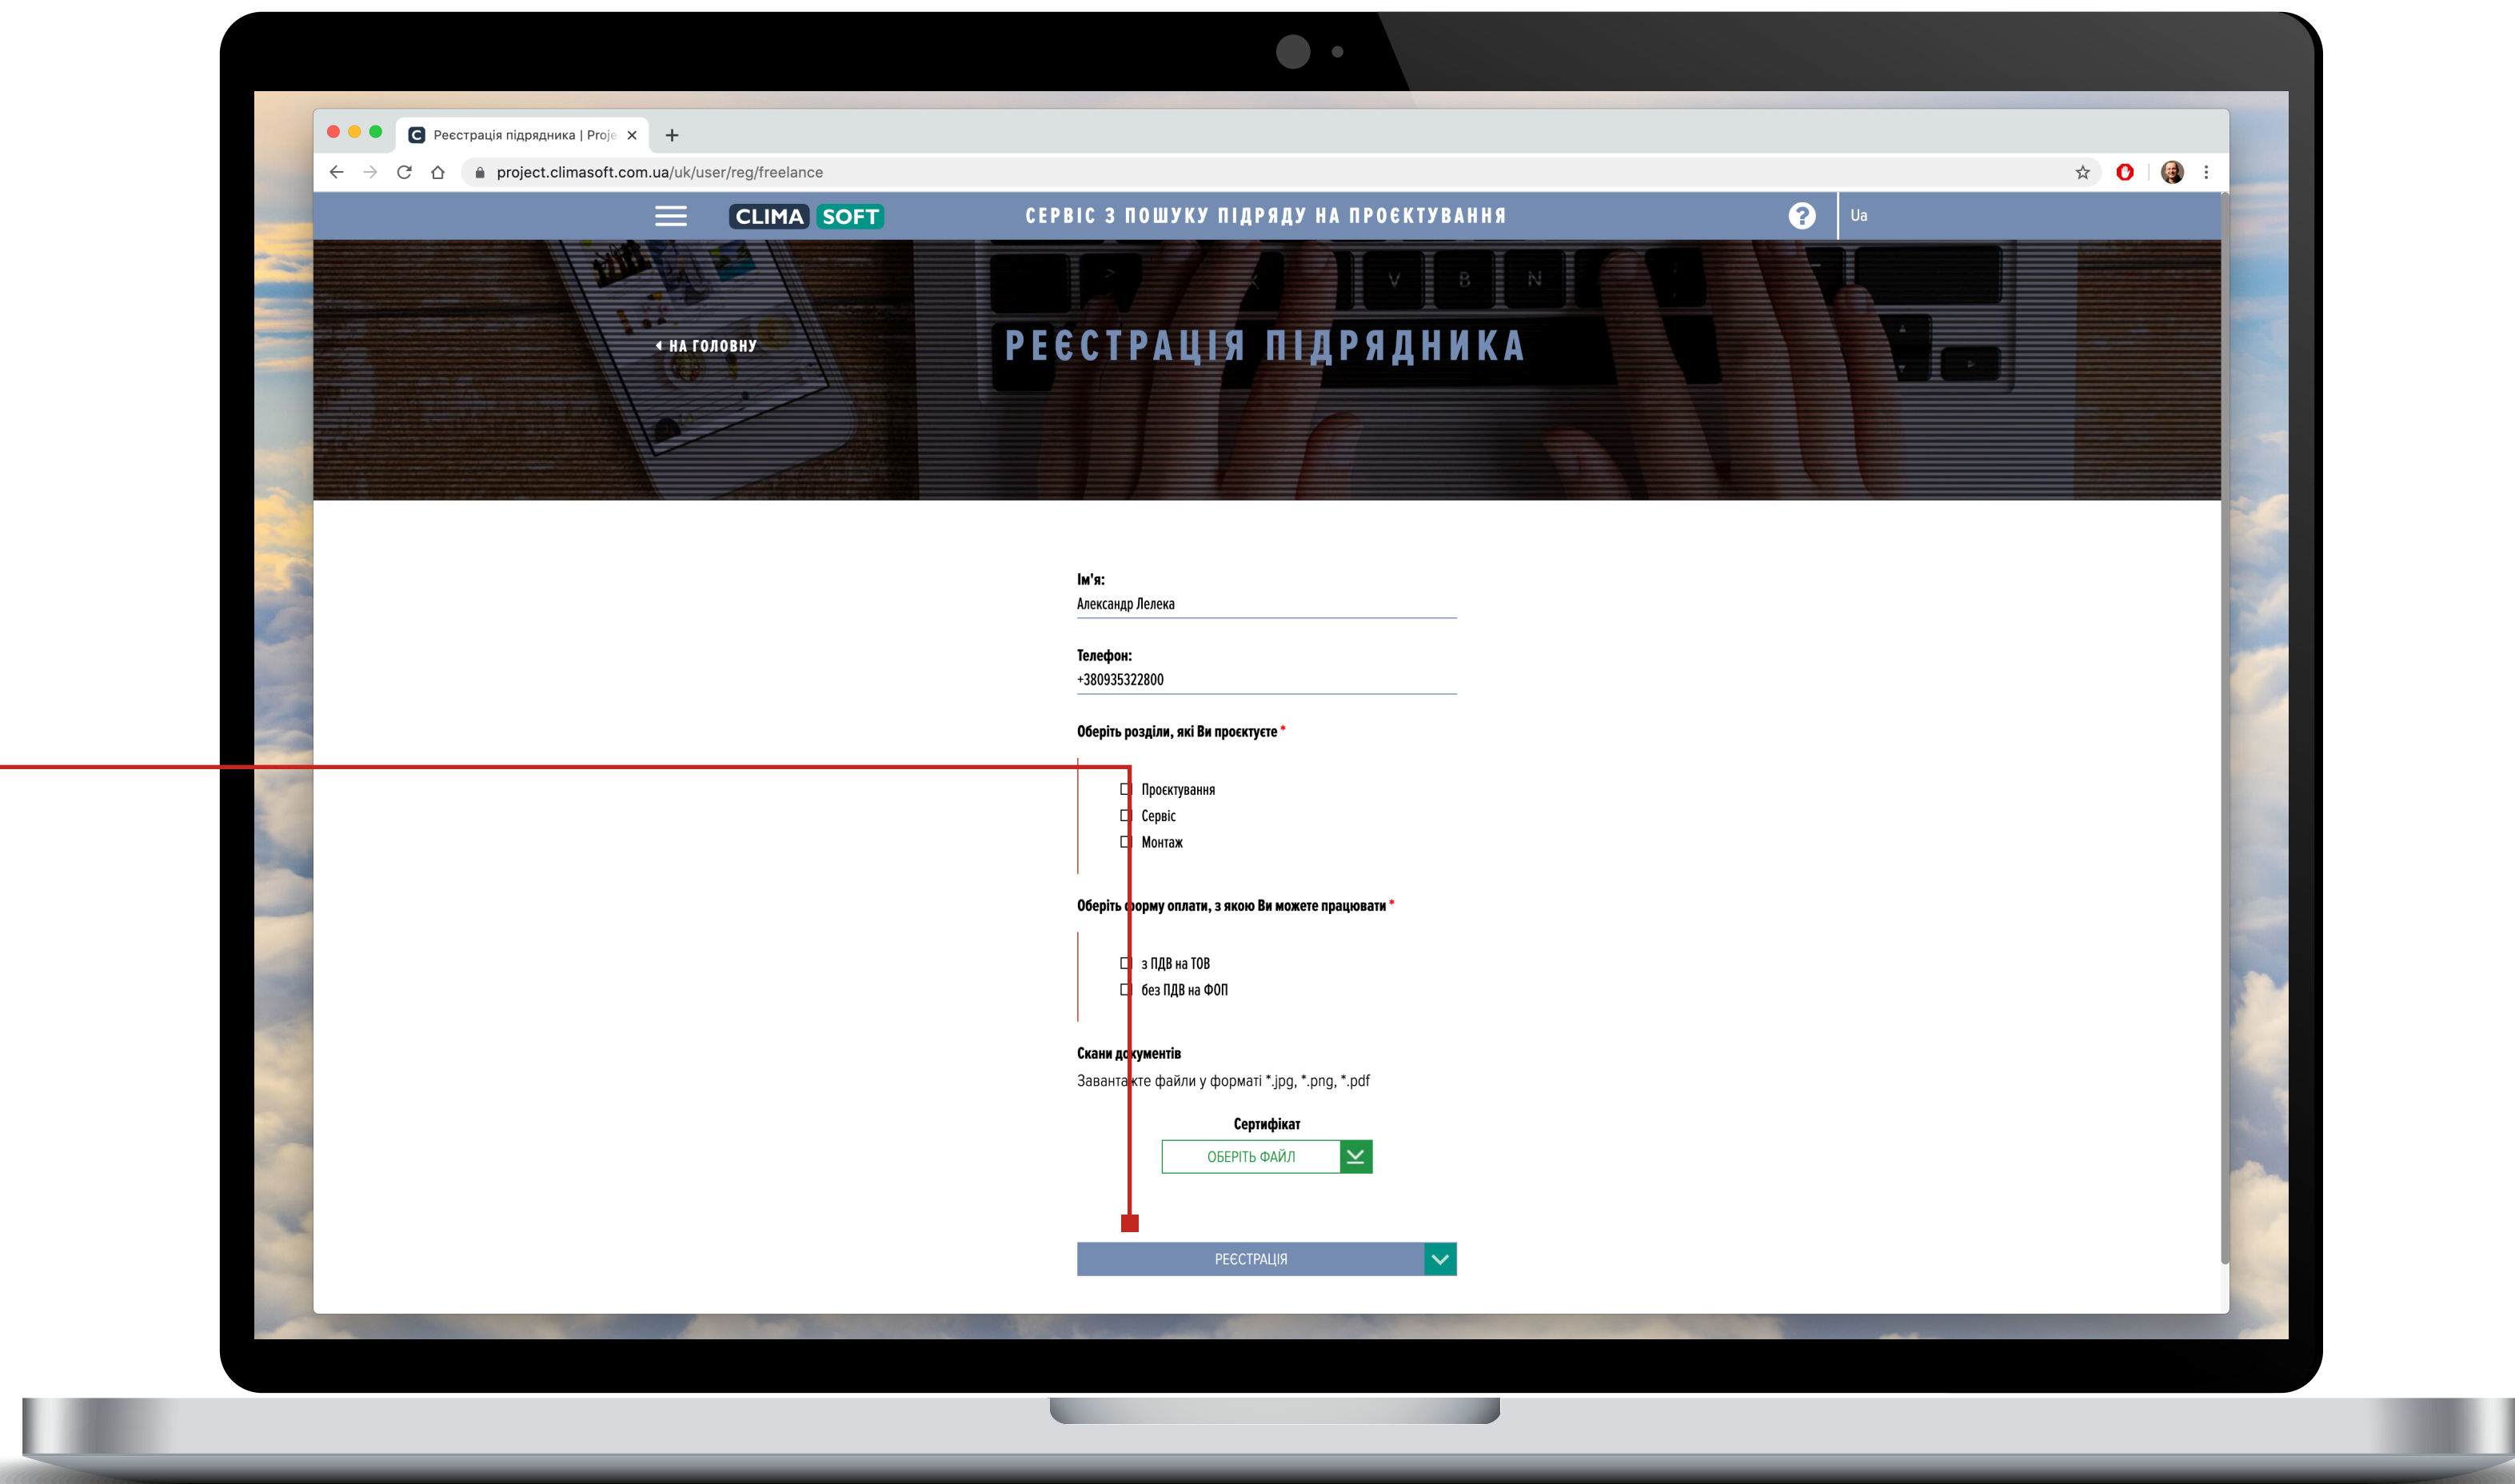 Реєстрація підрядника | Proje
project.climasoft.com.ua/uk/user/reg/freelance
CLIMA SOFT
СЕРВІС З ПОШУКУ ПІДРЯДУ НА ПРОЄКТУВАННЯ
?
Ua
V B N
НА ГОЛОВНУ
РЕЄСТРАЦІЯ ПІДРЯДНИКА
Ім'я:
Александр Лелека
Телефон:
+380935322800
Оберіть розділи, які Ви проєктуєте *
Проєктування
Сервіс
Монтаж
Оберіть форму оплати, з якою Ви можете працювати *
з ПДВ на ТОВ
без ПДВ на ФОП
Скани документів
Завантажте файли у форматі *.jpg, *.png, *.pdf
Сертифікат
ОБЕРІТЬ ФАЙЛ
РЕЄСТРАЦІЯ